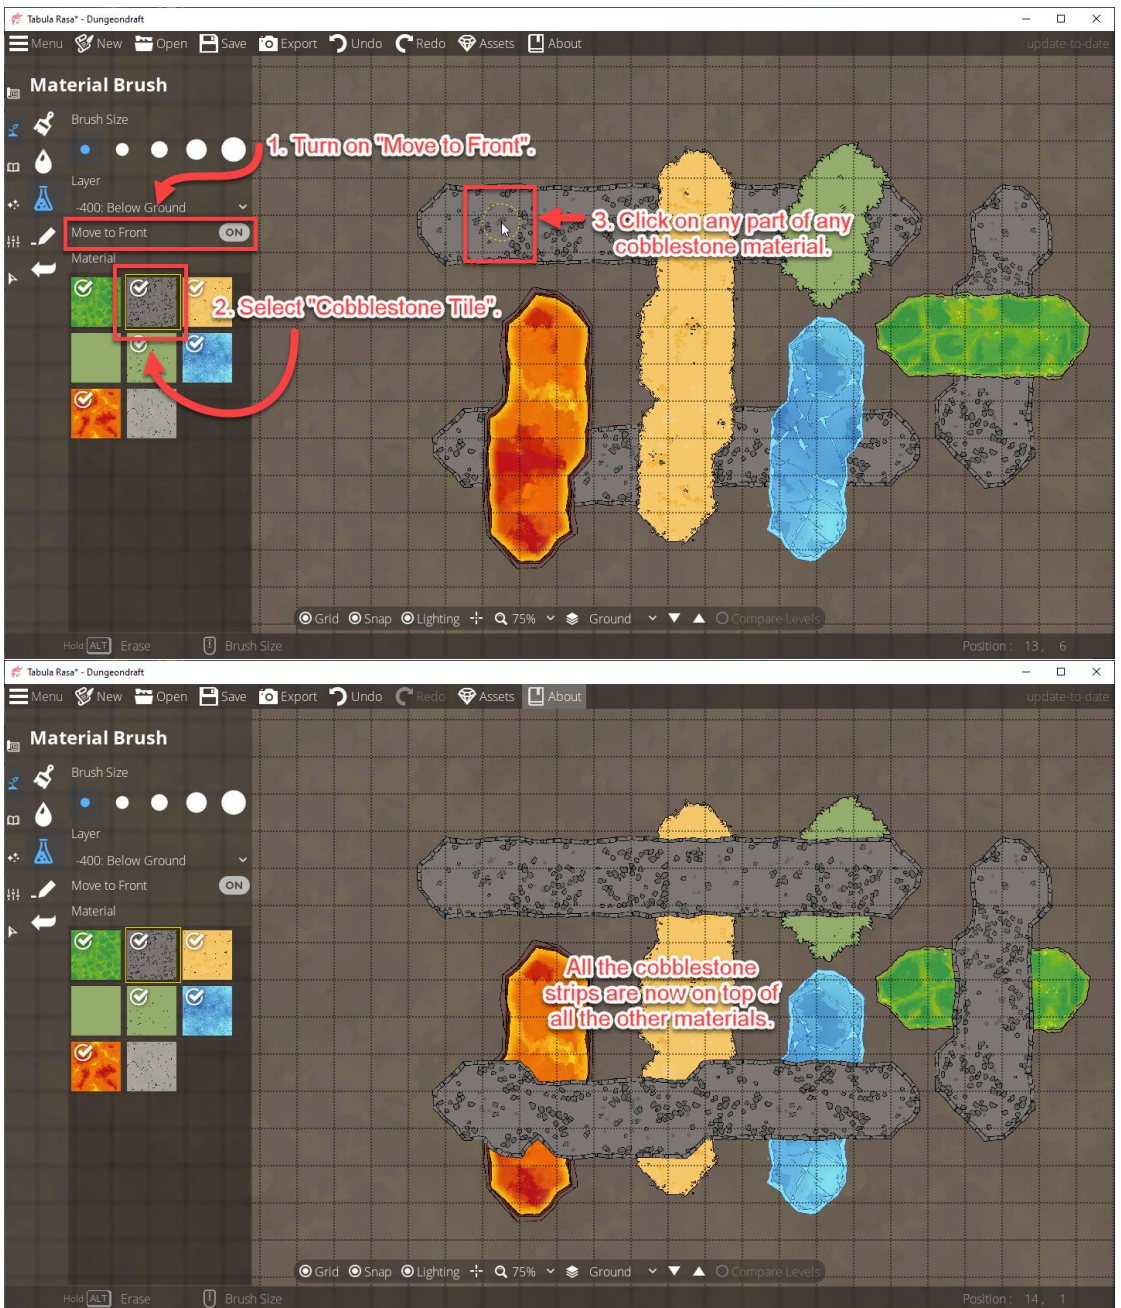 Tabula Rasa* - Dungeondraft
Menu New Open Save Export Undo Redo Assets About update-to-date
Material Brush
Brush Size
1. Turn on "Move to Front".
Layer
-400: Below Ground
Move to Front ON
3. Click on any part of any
cobblestone material.
Material
2. Select "Cobblestone Tile".
Grid Snap Lighting 75% Ground Compare Levels
Hold ALT Erase Brush Size Position : 13, 6
Tabula Rasa* - Dungeondraft
Menu New Open Save Export Undo Redo Assets About update-to-date
Material Brush
Brush Size
Layer
-400: Below Ground
Move to Front ON
Material
All the cobblestone
strips are now on top of
all the other materials.
Grid Snap Lighting 75% Ground Compare Levels
Hold ALT Erase Brush Size Position : 14, 1